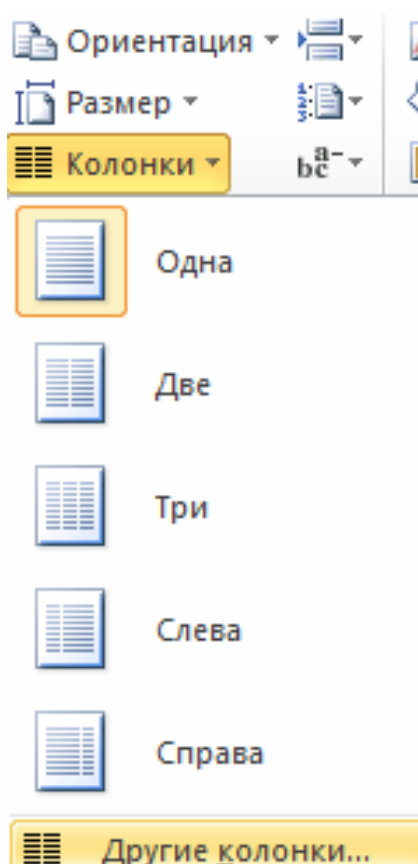 Ориентация
Размер
Колонки
Одна
Две
Три
Слева
Справа
Другие колонки...